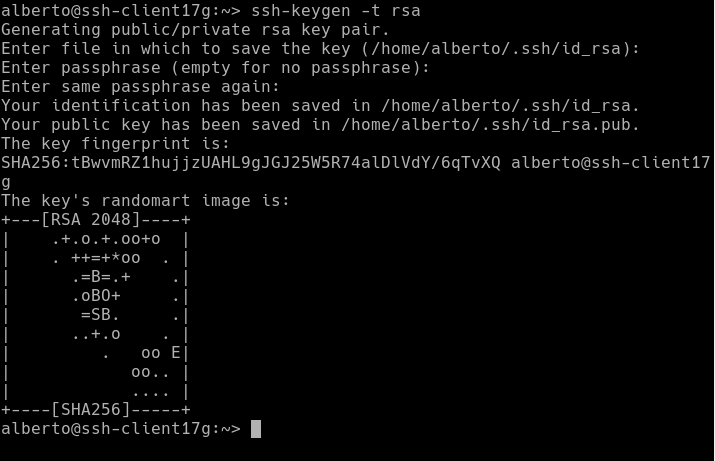 alberto@ssh-client17g:~> ssh-keygen -t rsa
Generating public/private rsa key pair.
Enter file in which to save the key (/home/alberto/.ssh/id_rsa):
Enter passphrase (empty for no passphrase):
Enter same passphrase again:
Your identification has been saved in /home/alberto/.ssh/id_rsa.
Your public key has been saved in /home/alberto/.ssh/id_rsa.pub.
The key fingerprint is:
SHA256:tBwvmRZ1hujjzUAHL9gJGJ25W5R74alDlVdY/6qTvXQ alberto@ssh-client17
g
The key's randomart image is:
+---[RSA 2048]----+
|    .+.o.+.oo+o  |
|    . ++=+*oo  . |
|      .=B=.+    .|
|      .oBO+     .|
|       =SB.     .|
|      ..+.o    . |
|         .   oo E|
|            oo.. |
|            .... |
+----[SHA256]-----+
alberto@ssh-client17g:~>